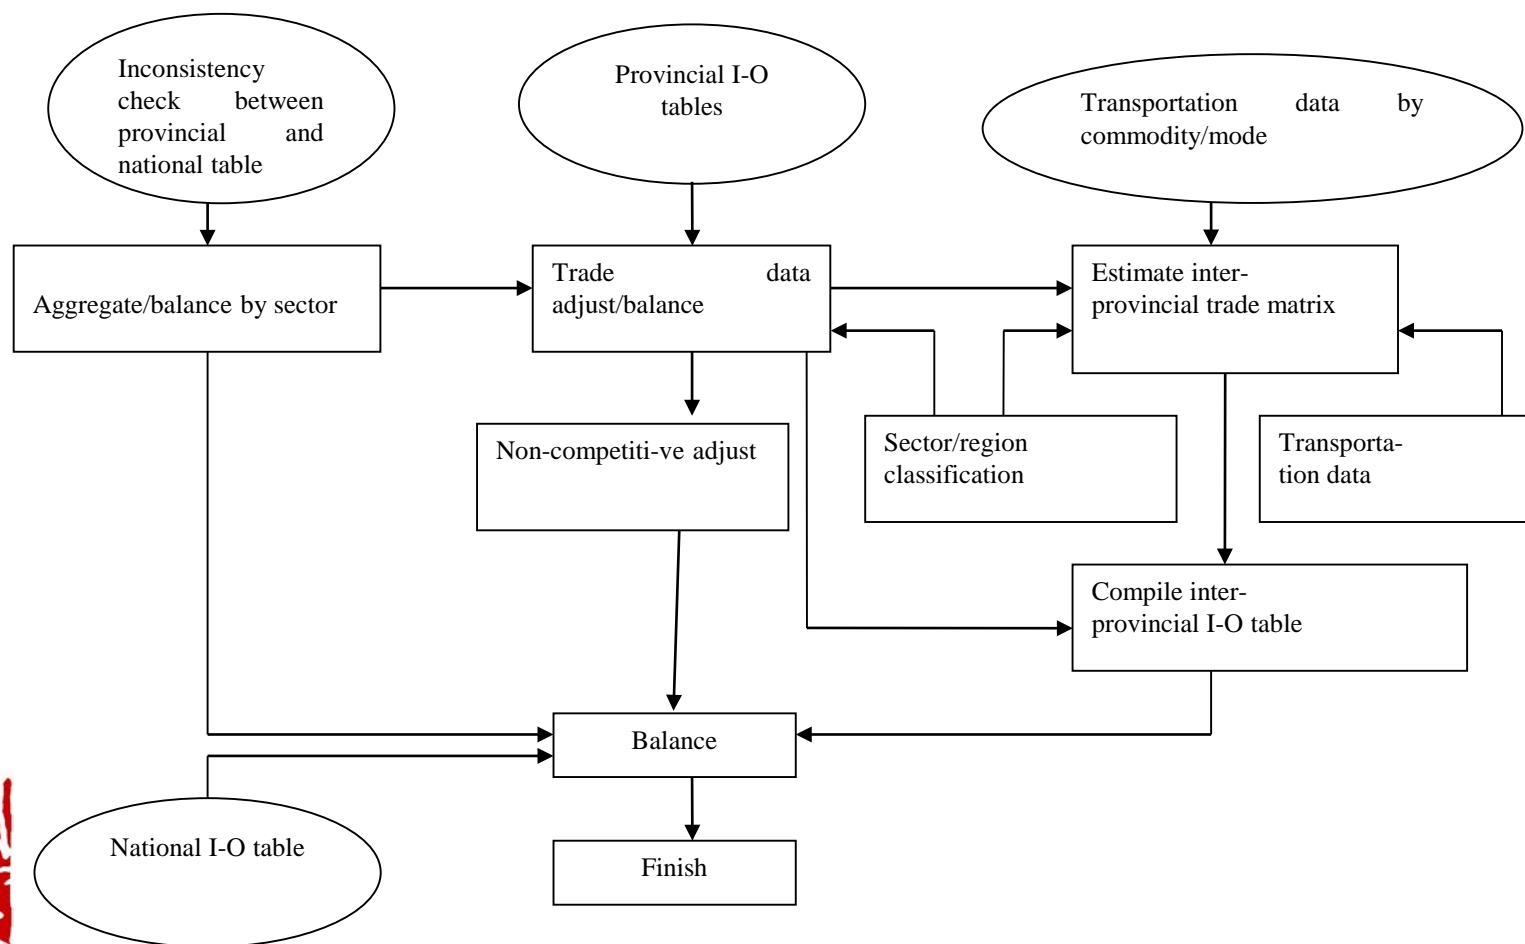 Inconsistency
check between
provincial and
national table
Provincial I-O
tables
Transportation data by
commodity/mode
Aggregate/balance by sector
Trade data
adjust/balance
Estimate inter-
provincial trade matrix
Non-competiti-ve adjust
Sector/region
classification
Transporta-
tion data
Compile inter-
provincial I-O table
Balance
National I-O table
Finish